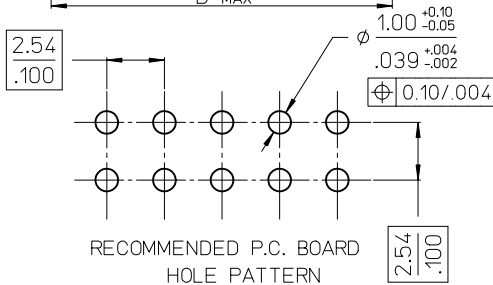 D MAX
2.54
.100
⌀ 1.00 +0.10 -0.05
.039 +.004 -.002
⌖ 0.10/.004
2.54
.100
RECOMMENDED P.C. BOARD
HOLE PATTERN